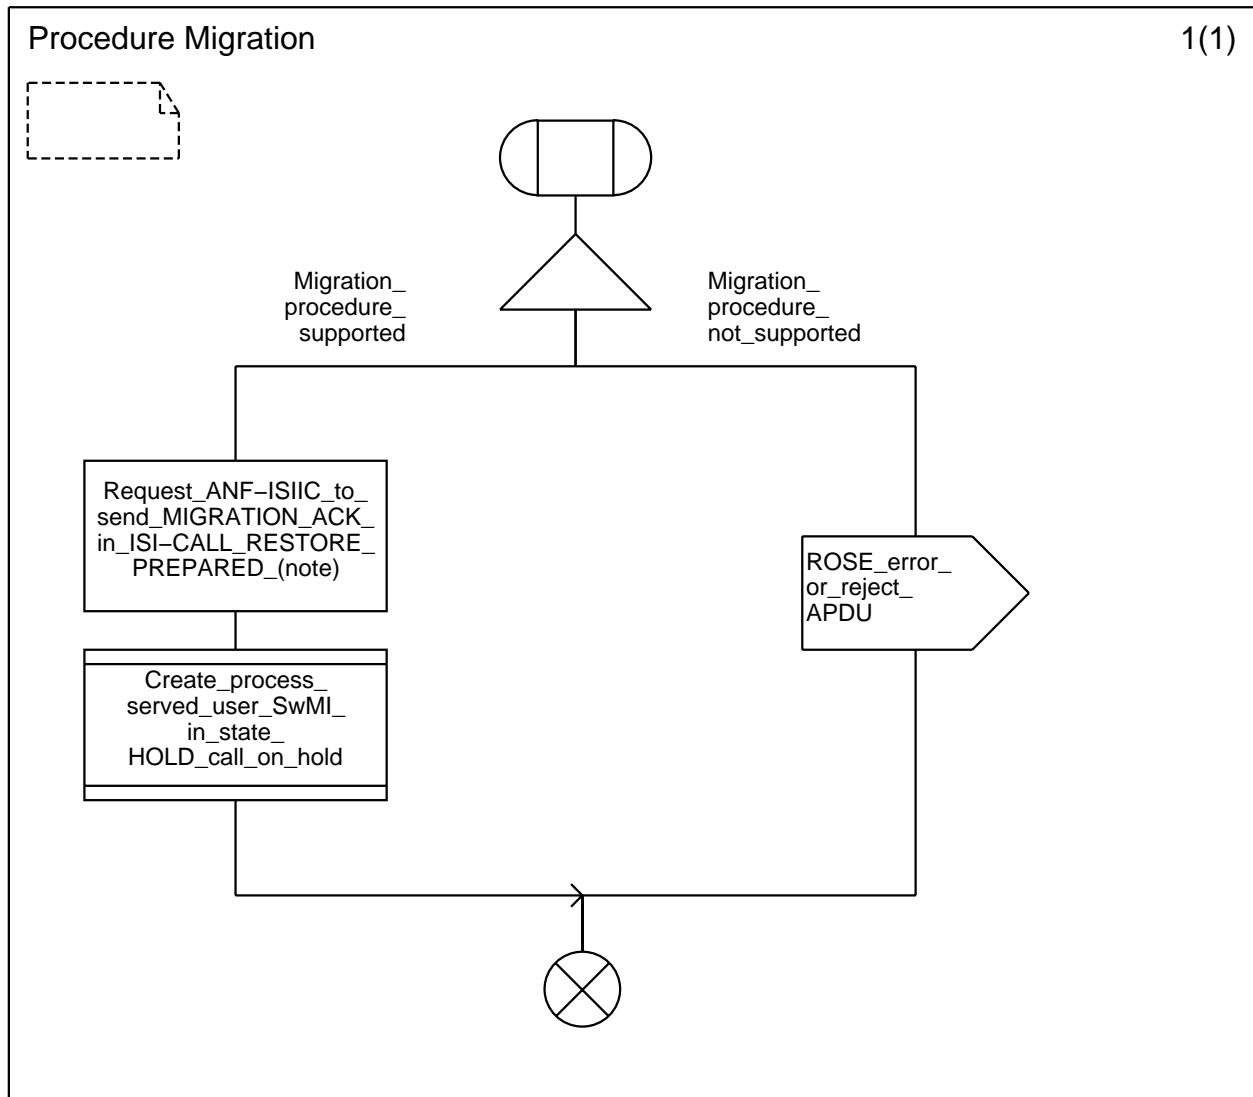 Procedure Migration
1(1)
Migration_
procedure_
supported
Migration_
procedure_
not_supported
Request_ANF−ISIIC_to_
send_MIGRATION_ACK_
in_ISI−CALL_RESTORE_
PREPARED_(note)
ROSE_error_
or_reject_
APDU
Create_process_
served_user_SwMI_
in_state_
HOLD_call_on_hold